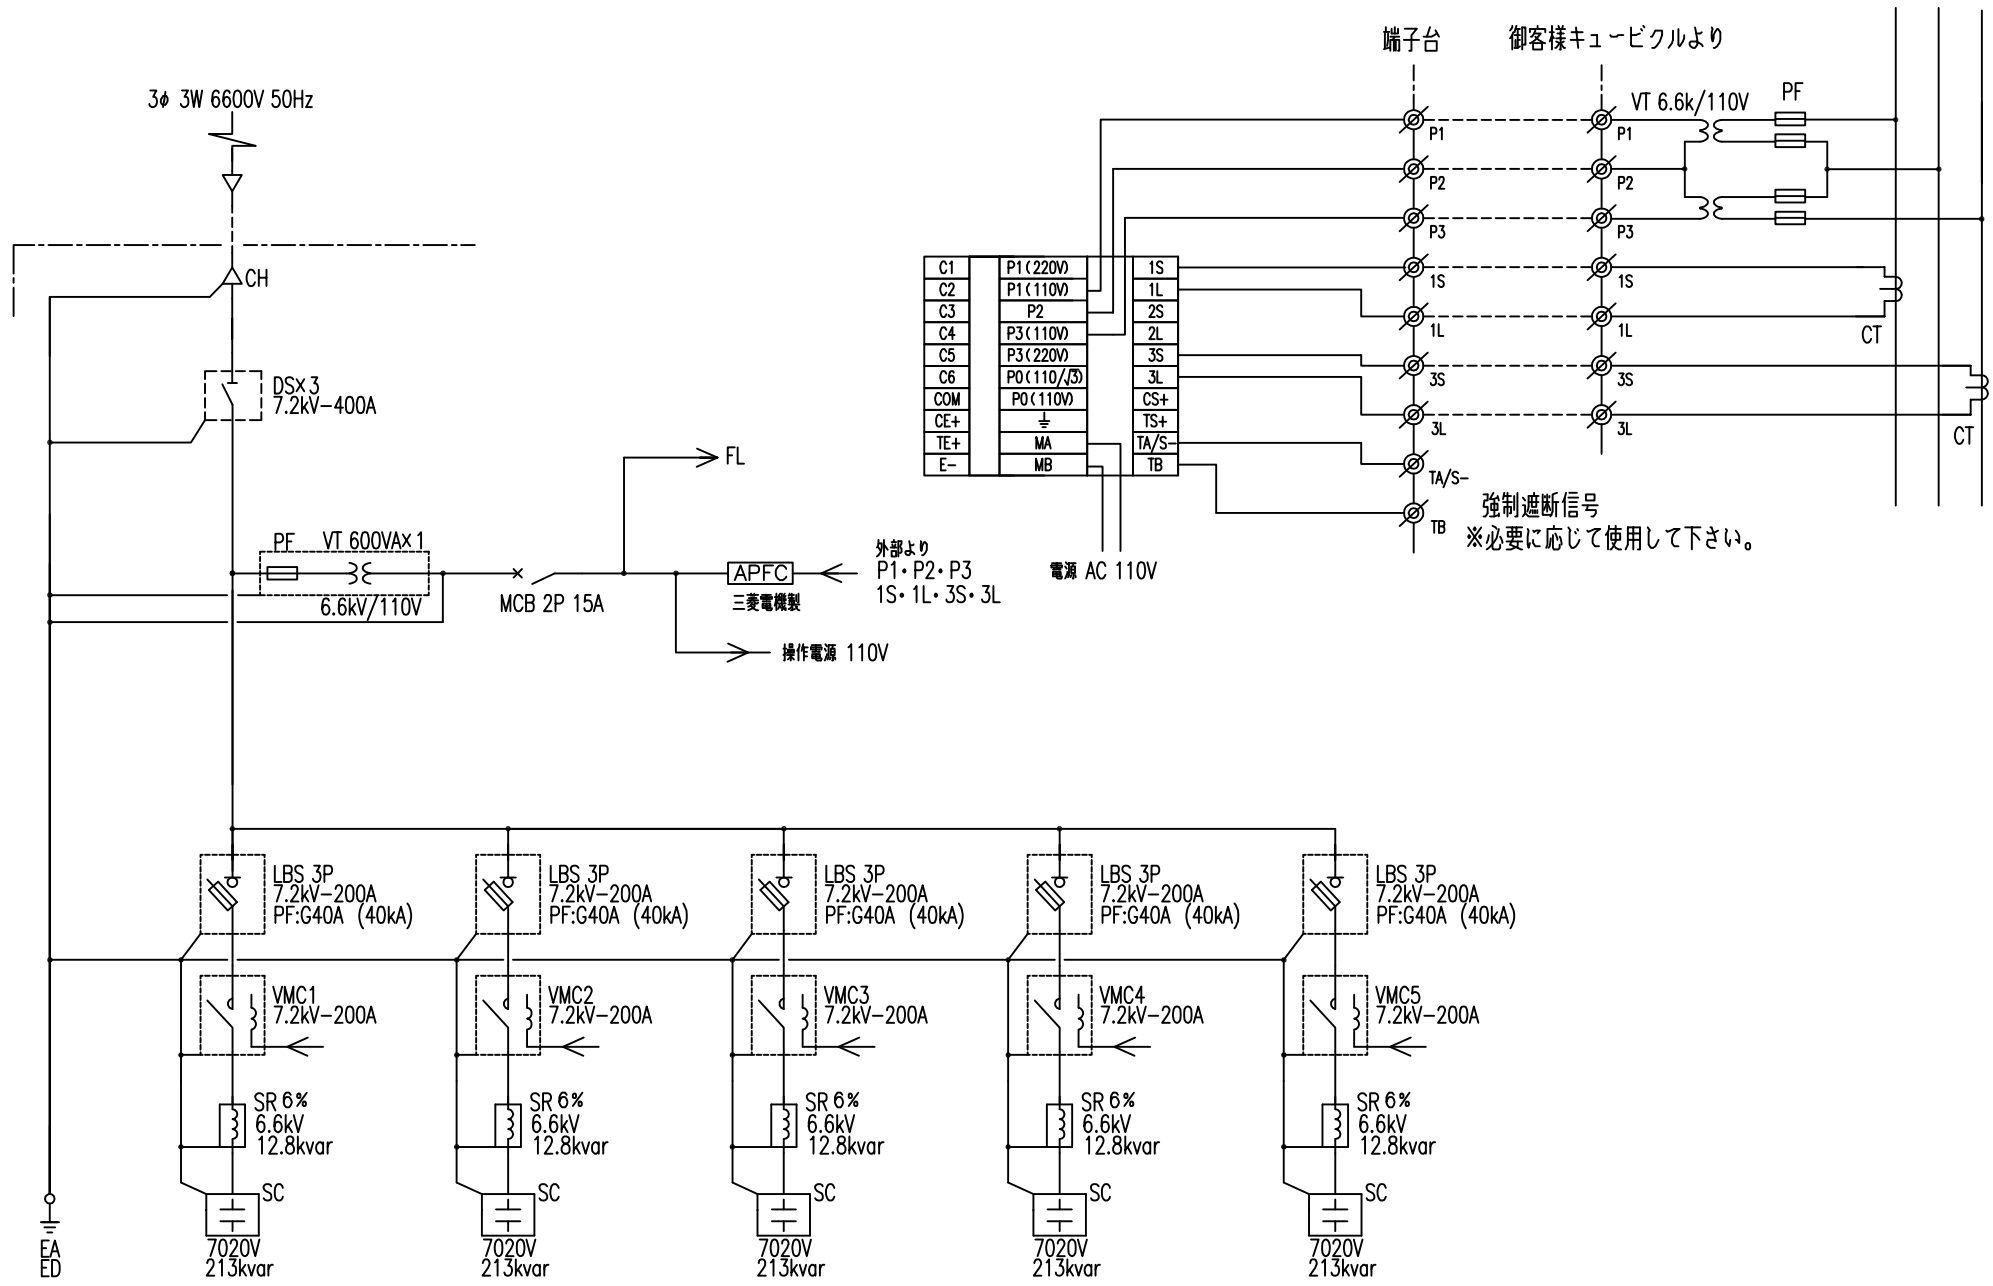 端子台
御客様キュービクルより
3φ 3W 6600V 50Hz
VT 6.6k/110V
PF
P1
P1
P2
P2
P3
P3
1S
1S
1L
1L
CT
3S
3S
3L
3L
CT
TA/S-
TB
強制遮断信号
※必要に応じて使用して下さい。
CH
DS×3
7.2kV-400A
C1 P1(220V) 1S
C2 P1(110V) 1L
C3 P2 2S
C4 P3(110V) 2L
C5 P3(220V) 3S
C6 P0(110/√3) 3L
COM P0(110V) CS+
CE+ TS+
TE+ MA TA/S-
E- MB TB
電源 AC 110V
FL
PF
VT 600VA×1
6.6kV/110V
MCB 2P 15A
APFC
三菱電機製
外部より
P1・P2・P3
1S・1L・3S・3L
操作電源 110V
LBS 3P
7.2kV-200A
PF:G40A (40kA)
LBS 3P
7.2kV-200A
PF:G40A (40kA)
LBS 3P
7.2kV-200A
PF:G40A (40kA)
LBS 3P
7.2kV-200A
PF:G40A (40kA)
LBS 3P
7.2kV-200A
PF:G40A (40kA)
VMC1
7.2kV-200A
VMC2
7.2kV-200A
VMC3
7.2kV-200A
VMC4
7.2kV-200A
VMC5
7.2kV-200A
SR 6%
6.6kV
12.8kvar
SR 6%
6.6kV
12.8kvar
SR 6%
6.6kV
12.8kvar
SR 6%
6.6kV
12.8kvar
SR 6%
6.6kV
12.8kvar
SC
7020V
213kvar
SC
7020V
213kvar
SC
7020V
213kvar
SC
7020V
213kvar
SC
7020V
213kvar
EA
ED